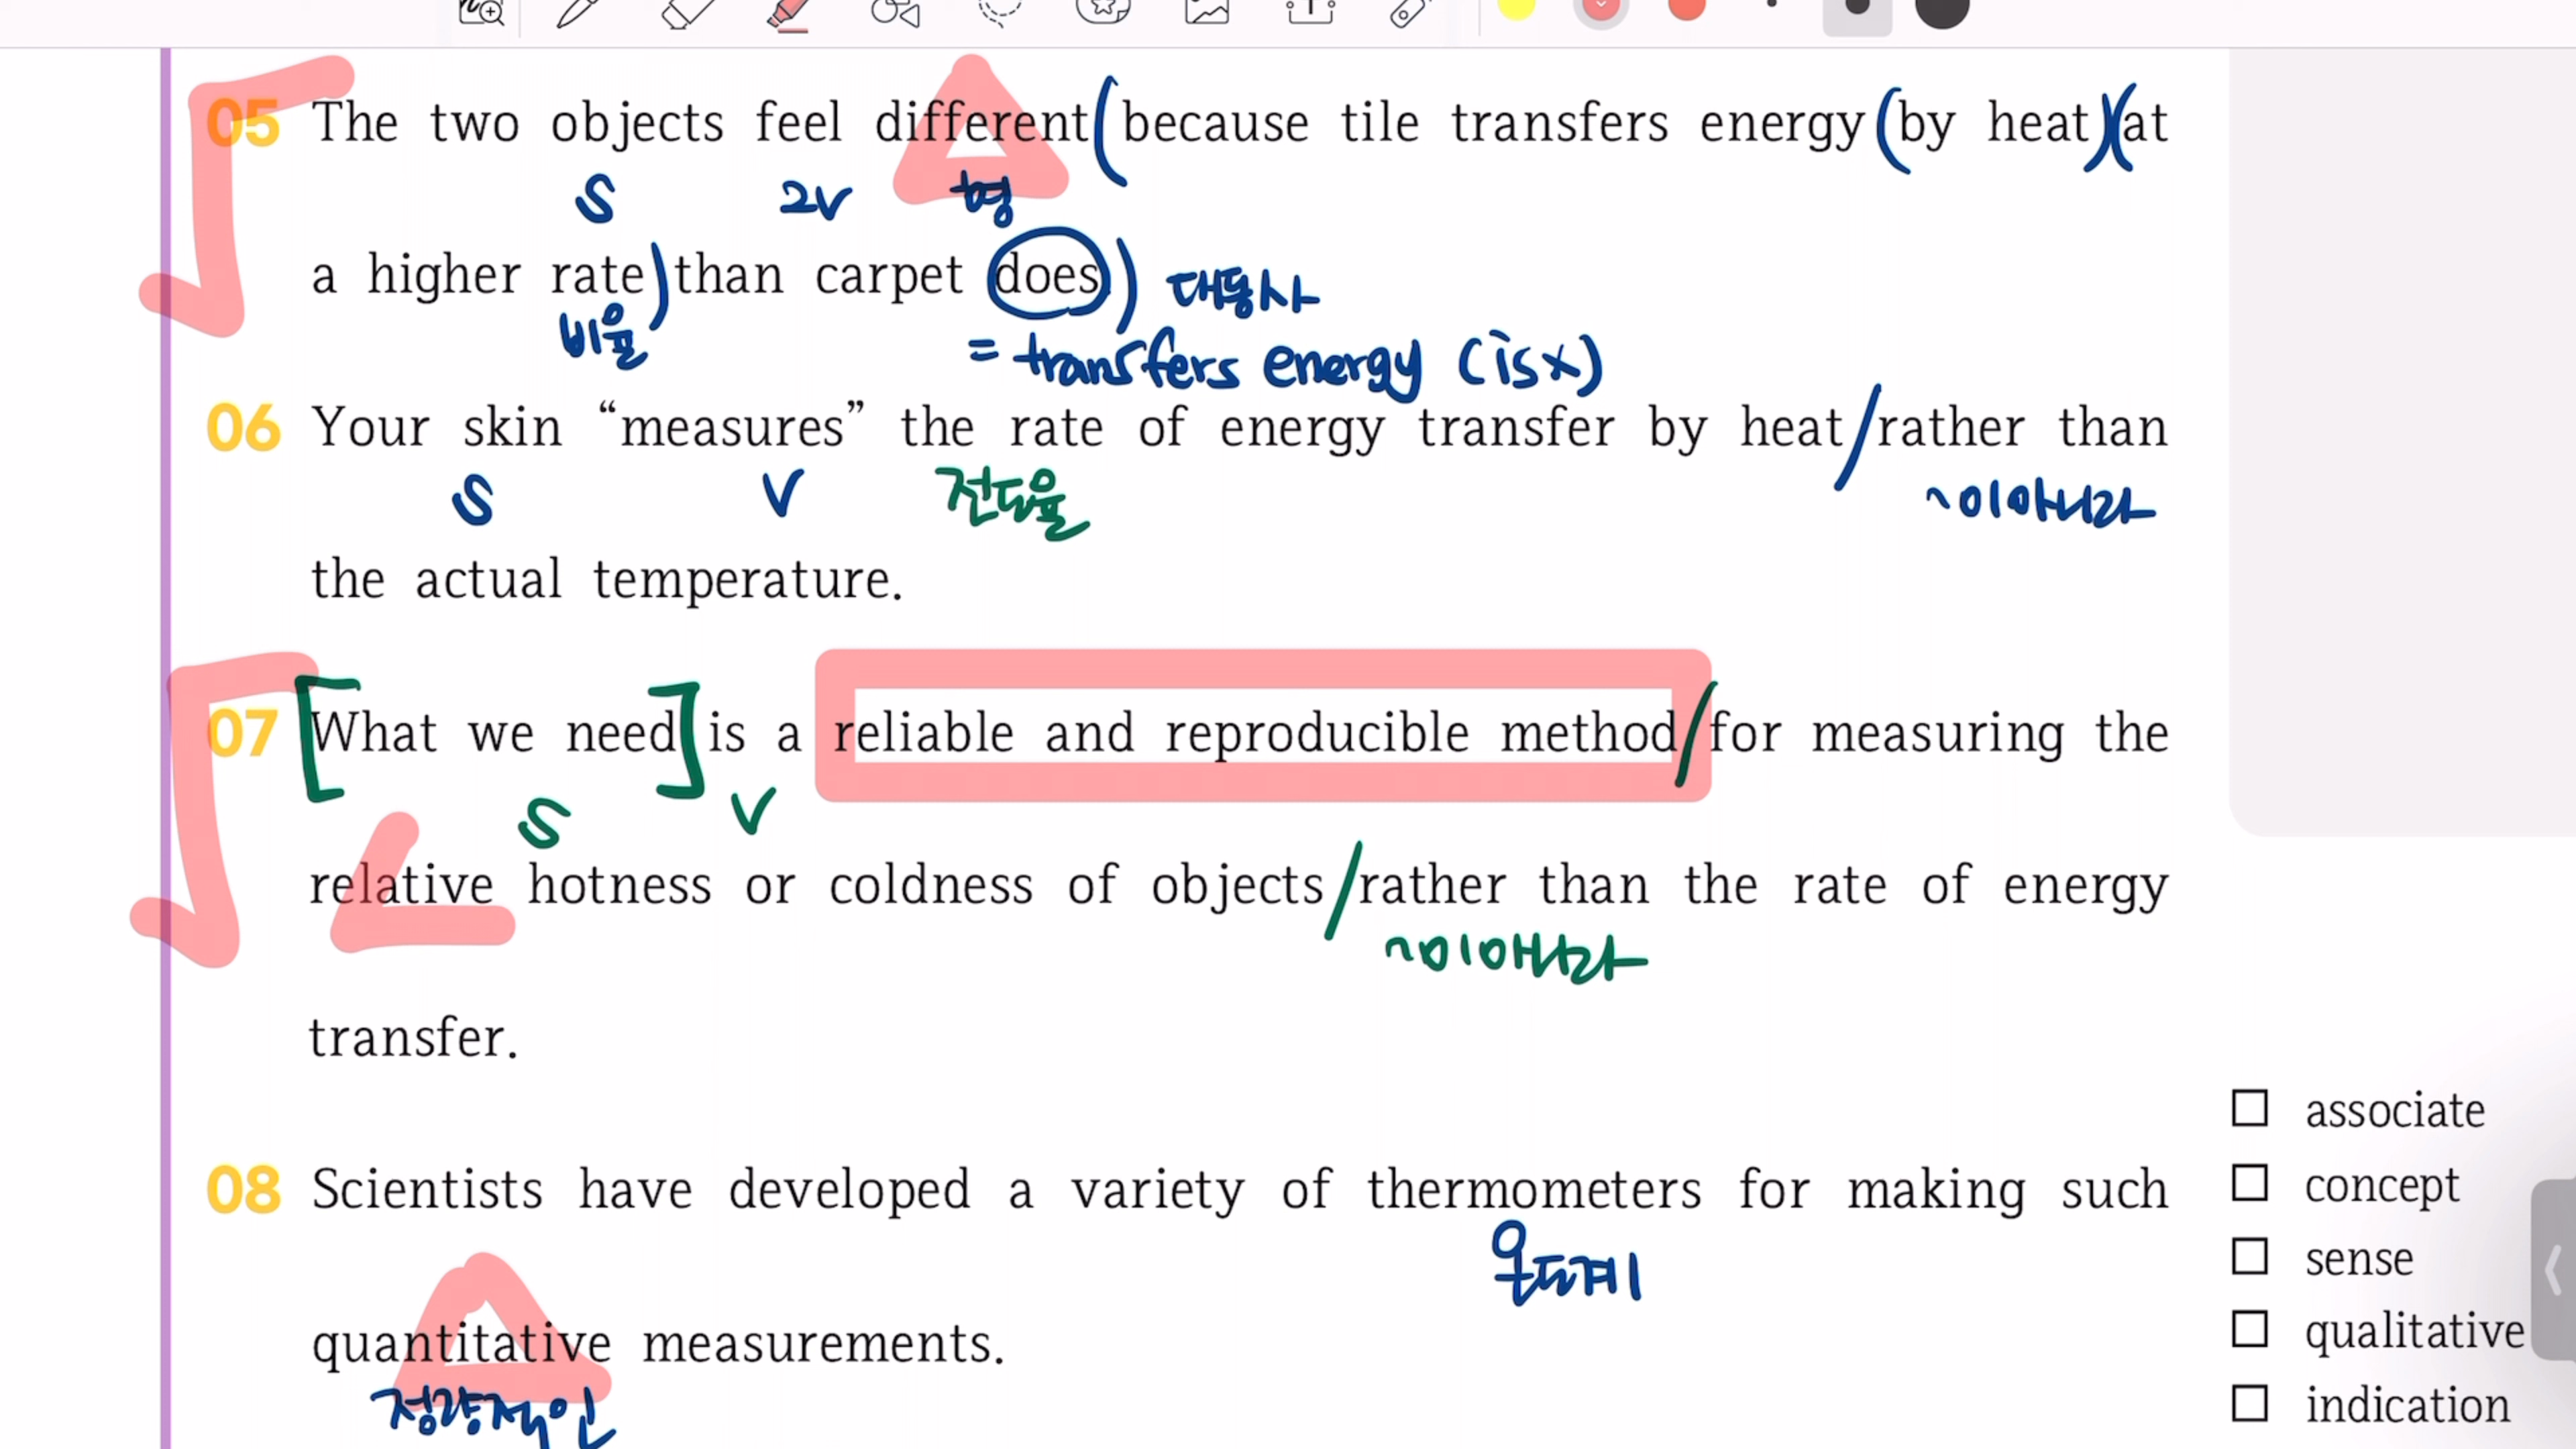 05 The two objects feel different (because tile transfers energy (by heat) (at
S 2V 형
a higher rate) than carpet does) 대동사
비율
= transfers energy (is x)
06 Your skin “measures” the rate of energy transfer by heat / rather than
S V 전도율 ~이 아니라
the actual temperature.
07 [What we need] is a reliable and reproducible method / for measuring the
S V
relative hotness or coldness of objects / rather than the rate of energy
~이 아니라
transfer.
08 Scientists have developed a variety of thermometers for making such
온도계
quantitative measurements.
정량적인
□ associate
□ concept
□ sense
□ qualitative
□ indication